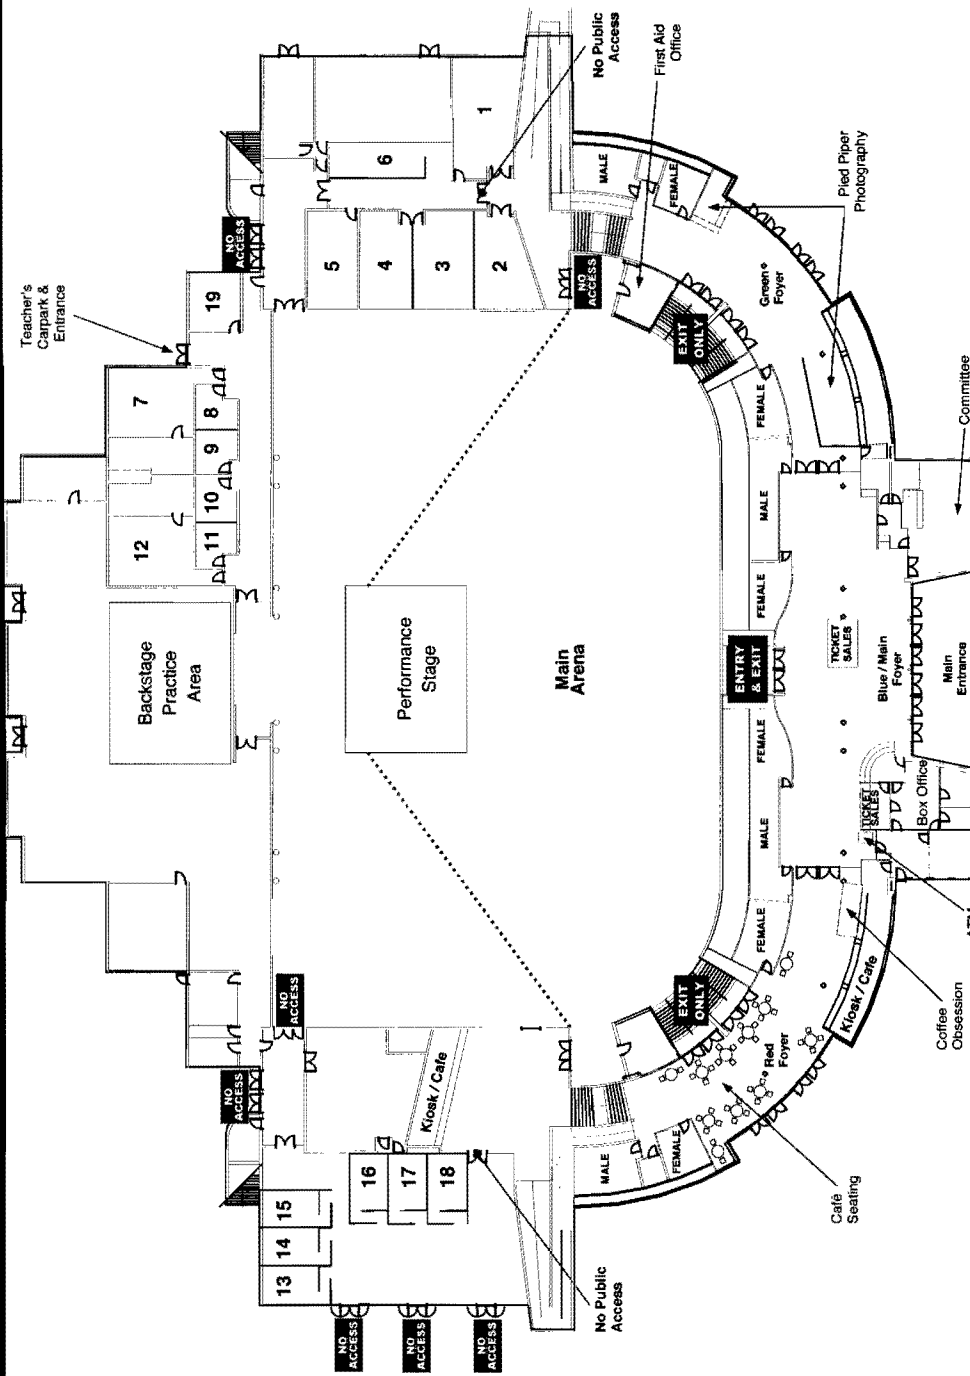 Teacher's
Carpark &
Entrance
NO
ACCESS
No Public
Access
First Aid
Office
Pied Piper
Photography
Committee
1
2
3
4
5
6
7
8
9
10
11
12
13
14
15
16
17
18
19
MALE
FEMALE
NO
ACCESS
EXIT
ONLY
Green
Foyer
FEMALE
MALE
FEMALE
Backstage
Practice
Area
Performance
Stage
Main
Arena
ENTRY
& EXIT
TICKET
SALES
Blue / Main
Foyer
Main
Entrance
FEMALE
MALE
FEMALE
TICKET
SALES
Box Office
NO
ACCESS
NO
ACCESS
Kiosk / Cafe
EXIT
ONLY
Red
Foyer
Kiosk / Cafe
Coffee
Obsession
MALE
FEMALE
Café
Seating
No Public
Access
NO
ACCESS
NO
ACCESS
NO
ACCESS